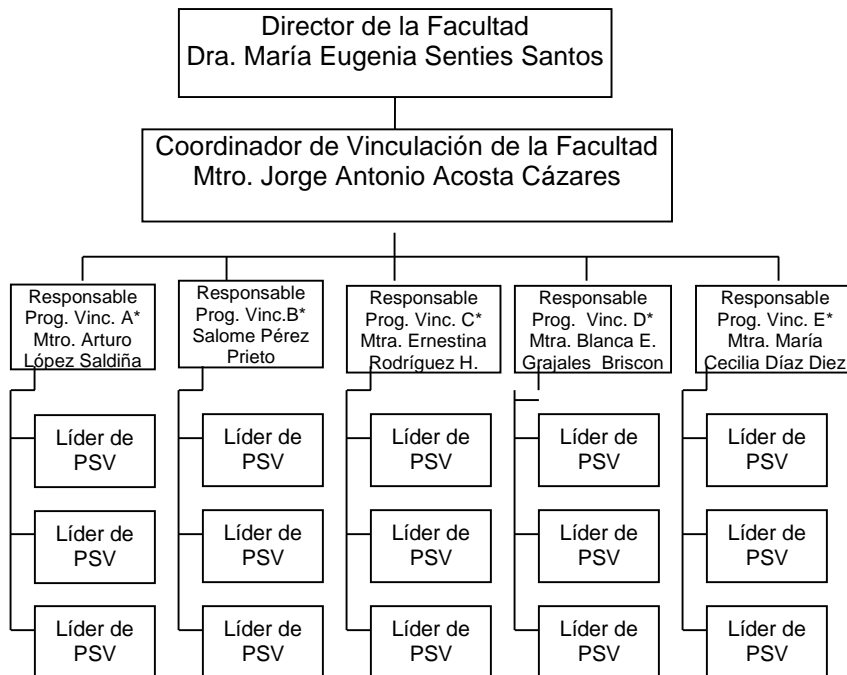 Director de la Facultad
Dra. María Eugenia Senties Santos
Coordinador de Vinculación de la Facultad
Mtro. Jorge Antonio Acosta Cázares
Responsable
Prog. Vinc. A*
Mtro. Arturo
López Saldiña
Responsable
Prog. Vinc.B*
Salome Pérez
Prieto
Responsable
Prog. Vinc. C*
Mtra. Ernestina
Rodríguez H.
Responsable
Prog. Vinc. D*
Mtra. Blanca E.
Grajales Briscon
Responsable
Prog. Vinc. E*
Mtra. María
Cecilia Díaz Diez
Líder de
PSV
Líder de
PSV
Líder de
PSV
Líder de
PSV
Líder de
PSV
Líder de
PSV
Líder de
PSV
Líder de
PSV
Líder de
PSV
Líder de
PSV
Líder de
PSV
Líder de
PSV
Líder de
PSV
Líder de
PSV
Líder de
PSV